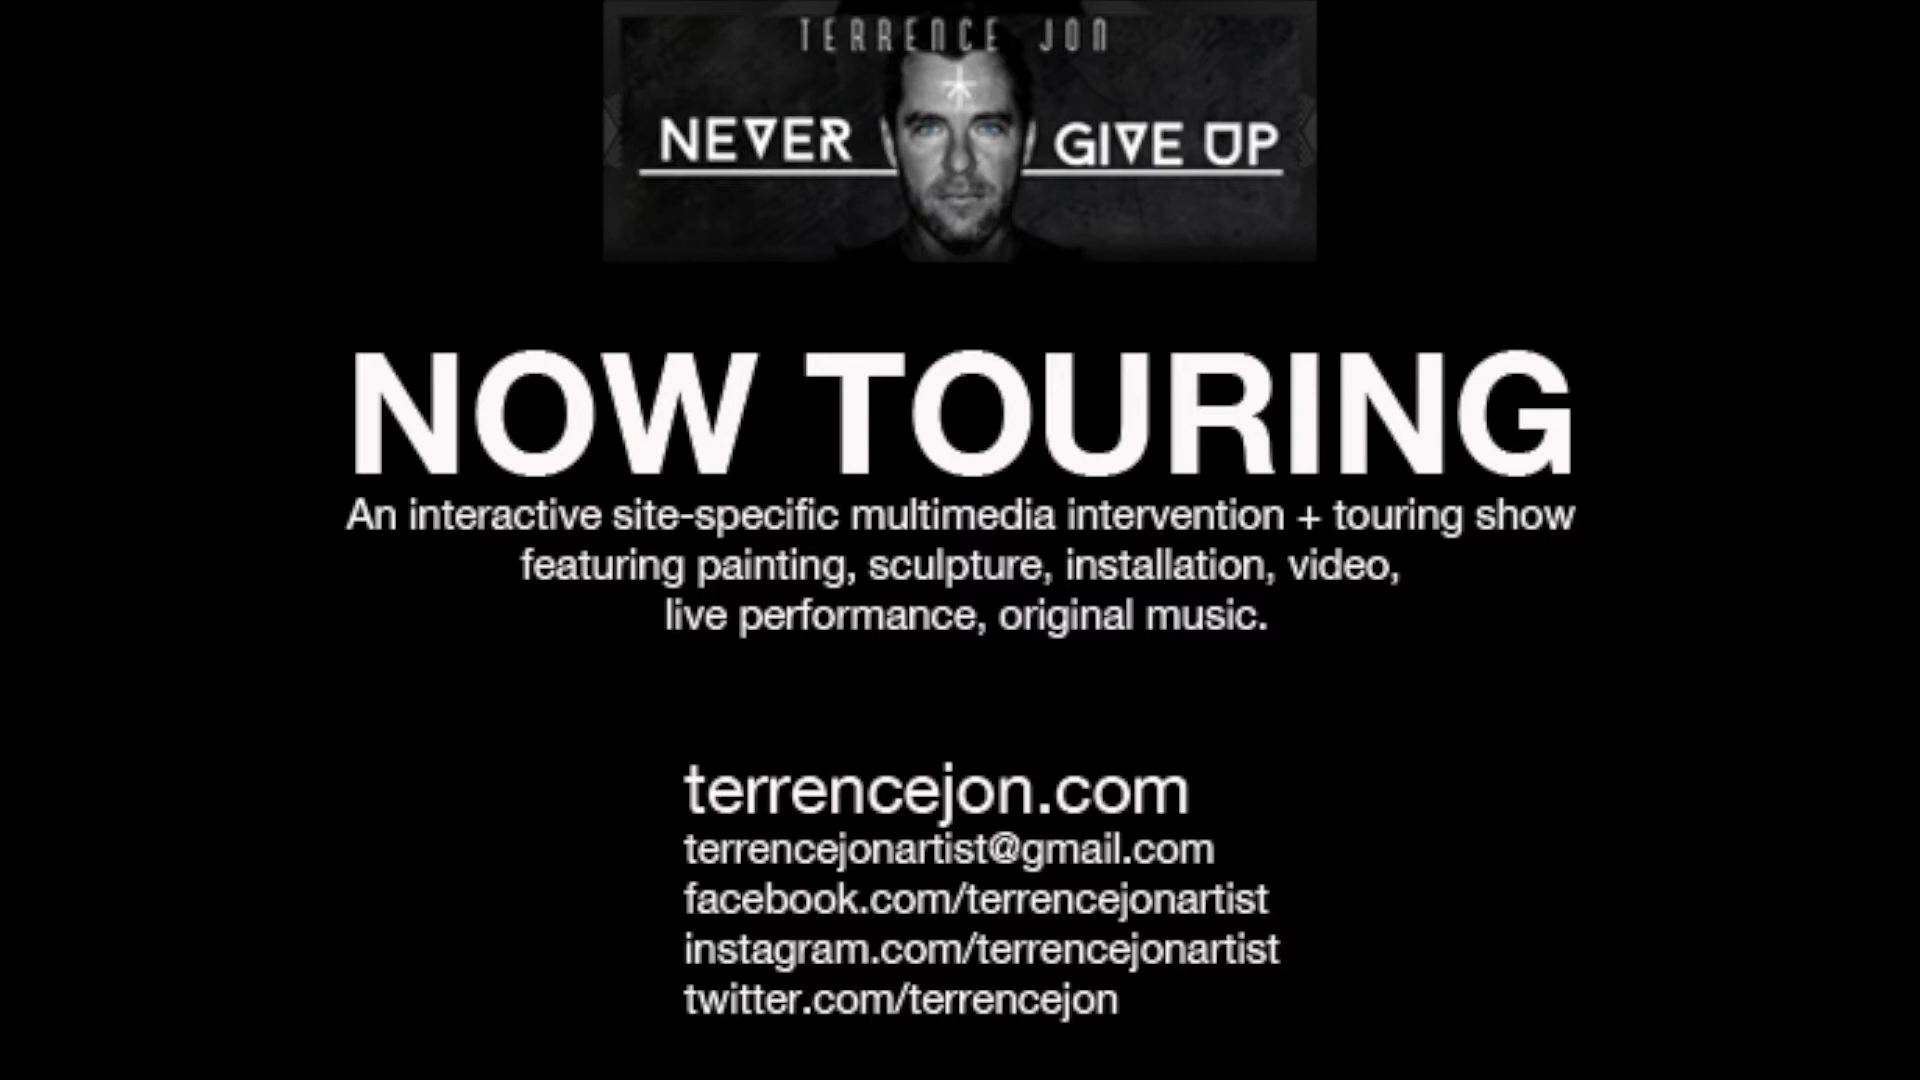 TERRENCE JON
NEVER GIVE UP
NOW TOURING
An interactive site-specific multimedia intervention + touring show
featuring painting, sculpture, installation, video,
live performance, original music.
terrencejon.com
terrencejonartist@gmail.com
facebook.com/terrencejonartist
instagram.com/terrencejonartist
twitter.com/terrencejon